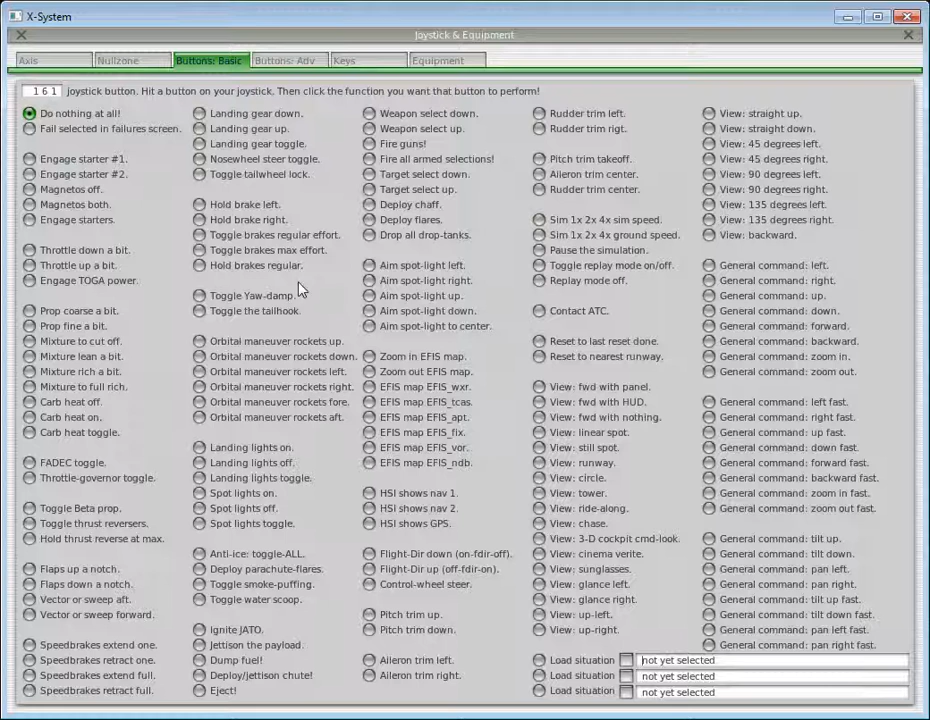 X-System
Joystick & Equipment
Axis
Nullzone
Buttons: Basic
Buttons: Adv
Keys
Equipment
161 joystick button. Hit a button on your joystick. Then click the function you want that button to perform!
Do nothing at all!
Fail selected in failures screen.
Engage starter #1.
Engage starter #2.
Magnetos off.
Magnetos both.
Engage starters.
Throttle down a bit.
Throttle up a bit.
Engage TOGA power.
Prop coarse a bit.
Prop fine a bit.
Mixture to cut off.
Mixture lean a bit.
Mixture rich a bit.
Mixture to full rich.
Carb heat off.
Carb heat on.
Carb heat toggle.
FADEC toggle.
Throttle-governor toggle.
Toggle Beta prop.
Toggle thrust reversers.
Hold thrust reverse at max.
Flaps up a notch.
Flaps down a notch.
Vector or sweep aft.
Vector or sweep forward.
Speedbrakes extend one.
Speedbrakes retract one.
Speedbrakes extend full.
Speedbrakes retract full.
Landing gear down.
Landing gear up.
Landing gear toggle.
Nosewheel steer toggle.
Toggle tailwheel lock.
Hold brake left.
Hold brake right.
Toggle brakes regular effort.
Toggle brakes max effort.
Hold brakes regular.
Toggle Yaw-damp.
Toggle the tailhook.
Orbital maneuver rockets up.
Orbital maneuver rockets down.
Orbital maneuver rockets left.
Orbital maneuver rockets right.
Orbital maneuver rockets fore.
Orbital maneuver rockets aft.
Landing lights on.
Landing lights off.
Landing lights toggle.
Spot lights on.
Spot lights off.
Spot lights toggle.
Anti-ice: toggle-ALL.
Deploy parachute-flares.
Toggle smoke-puffing.
Toggle water scoop.
Ignite JATO.
Jettison the payload.
Dump fuel!
Deploy/jettison chute!
Eject!
Weapon select down.
Weapon select up.
Fire guns!
Fire all armed selections!
Target select down.
Target select up.
Deploy chaff.
Deploy flares.
Drop all drop-tanks.
Aim spot-light left.
Aim spot-light right.
Aim spot-light up.
Aim spot-light down.
Aim spot-light to center.
Zoom in EFIS map.
Zoom out EFIS map.
EFIS map EFIS_wxr.
EFIS map EFIS_tcas.
EFIS map EFIS_apt.
EFIS map EFIS_fix.
EFIS map EFIS_vor.
EFIS map EFIS_ndb.
HSI shows nav 1.
HSI shows nav 2.
HSI shows GPS.
Flight-Dir down (on-fdir-off).
Flight-Dir up (off-fdir-on).
Control-wheel steer.
Pitch trim up.
Pitch trim down.
Aileron trim left.
Aileron trim right.
Rudder trim left.
Rudder trim rigt.
Pitch trim takeoff.
Aileron trim center.
Rudder trim center.
Sim 1x 2x 4x sim speed.
Sim 1x 2x 4x ground speed.
Pause the simulation.
Toggle replay mode on/off.
Replay mode off.
Contact ATC.
Reset to last reset done.
Reset to nearest runway.
View: fwd with panel.
View: fwd with HUD.
View: fwd with nothing.
View: linear spot.
View: still spot.
View: runway.
View: circle.
View: tower.
View: ride-along.
View: chase.
View: 3-D cockpit cmd-look.
View: cinema verite.
View: sunglasses.
View: glance left.
View: glance right.
View: up-left.
View: up-right.
Load situation not yet selected
Load situation not yet selected
Load situation not yet selected
View: straight up.
View: straight down.
View: 45 degrees left.
View: 45 degrees right.
View: 90 degrees left.
View: 90 degrees right.
View: 135 degrees left.
View: 135 degrees right.
View: backward.
General command: left.
General command: right.
General command: up.
General command: down.
General command: forward.
General command: backward.
General command: zoom in.
General command: zoom out.
General command: left fast.
General command: right fast.
General command: up fast.
General command: down fast.
General command: forward fast.
General command: backward fast.
General command: zoom in fast.
General command: zoom out fast.
General command: tilt up.
General command: tilt down.
General command: pan left.
General command: pan right.
General command: tilt up fast.
General command: tilt down fast.
General command: pan left fast.
General command: pan right fast.